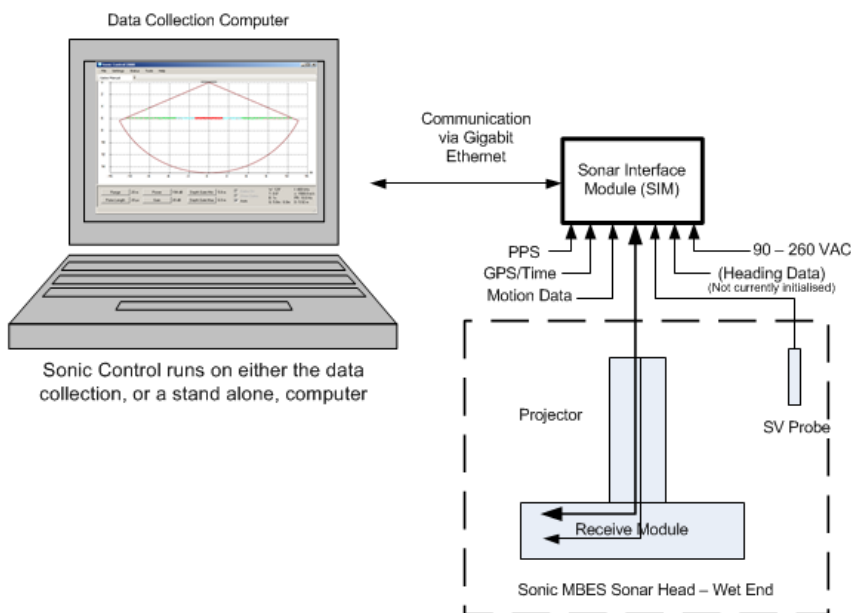 Data Collection Computer
Communication
via Gigabit
Ethernet
Sonar Interface
Module (SIM)
PPS
GPS/Time
Motion Data
90 – 260 VAC
(Heading Data)
(Not currently initialised)
Projector
SV Probe
Receive Module
Sonic MBES Sonar Head – Wet End
Sonic Control runs on either the data
collection, or a stand alone, computer